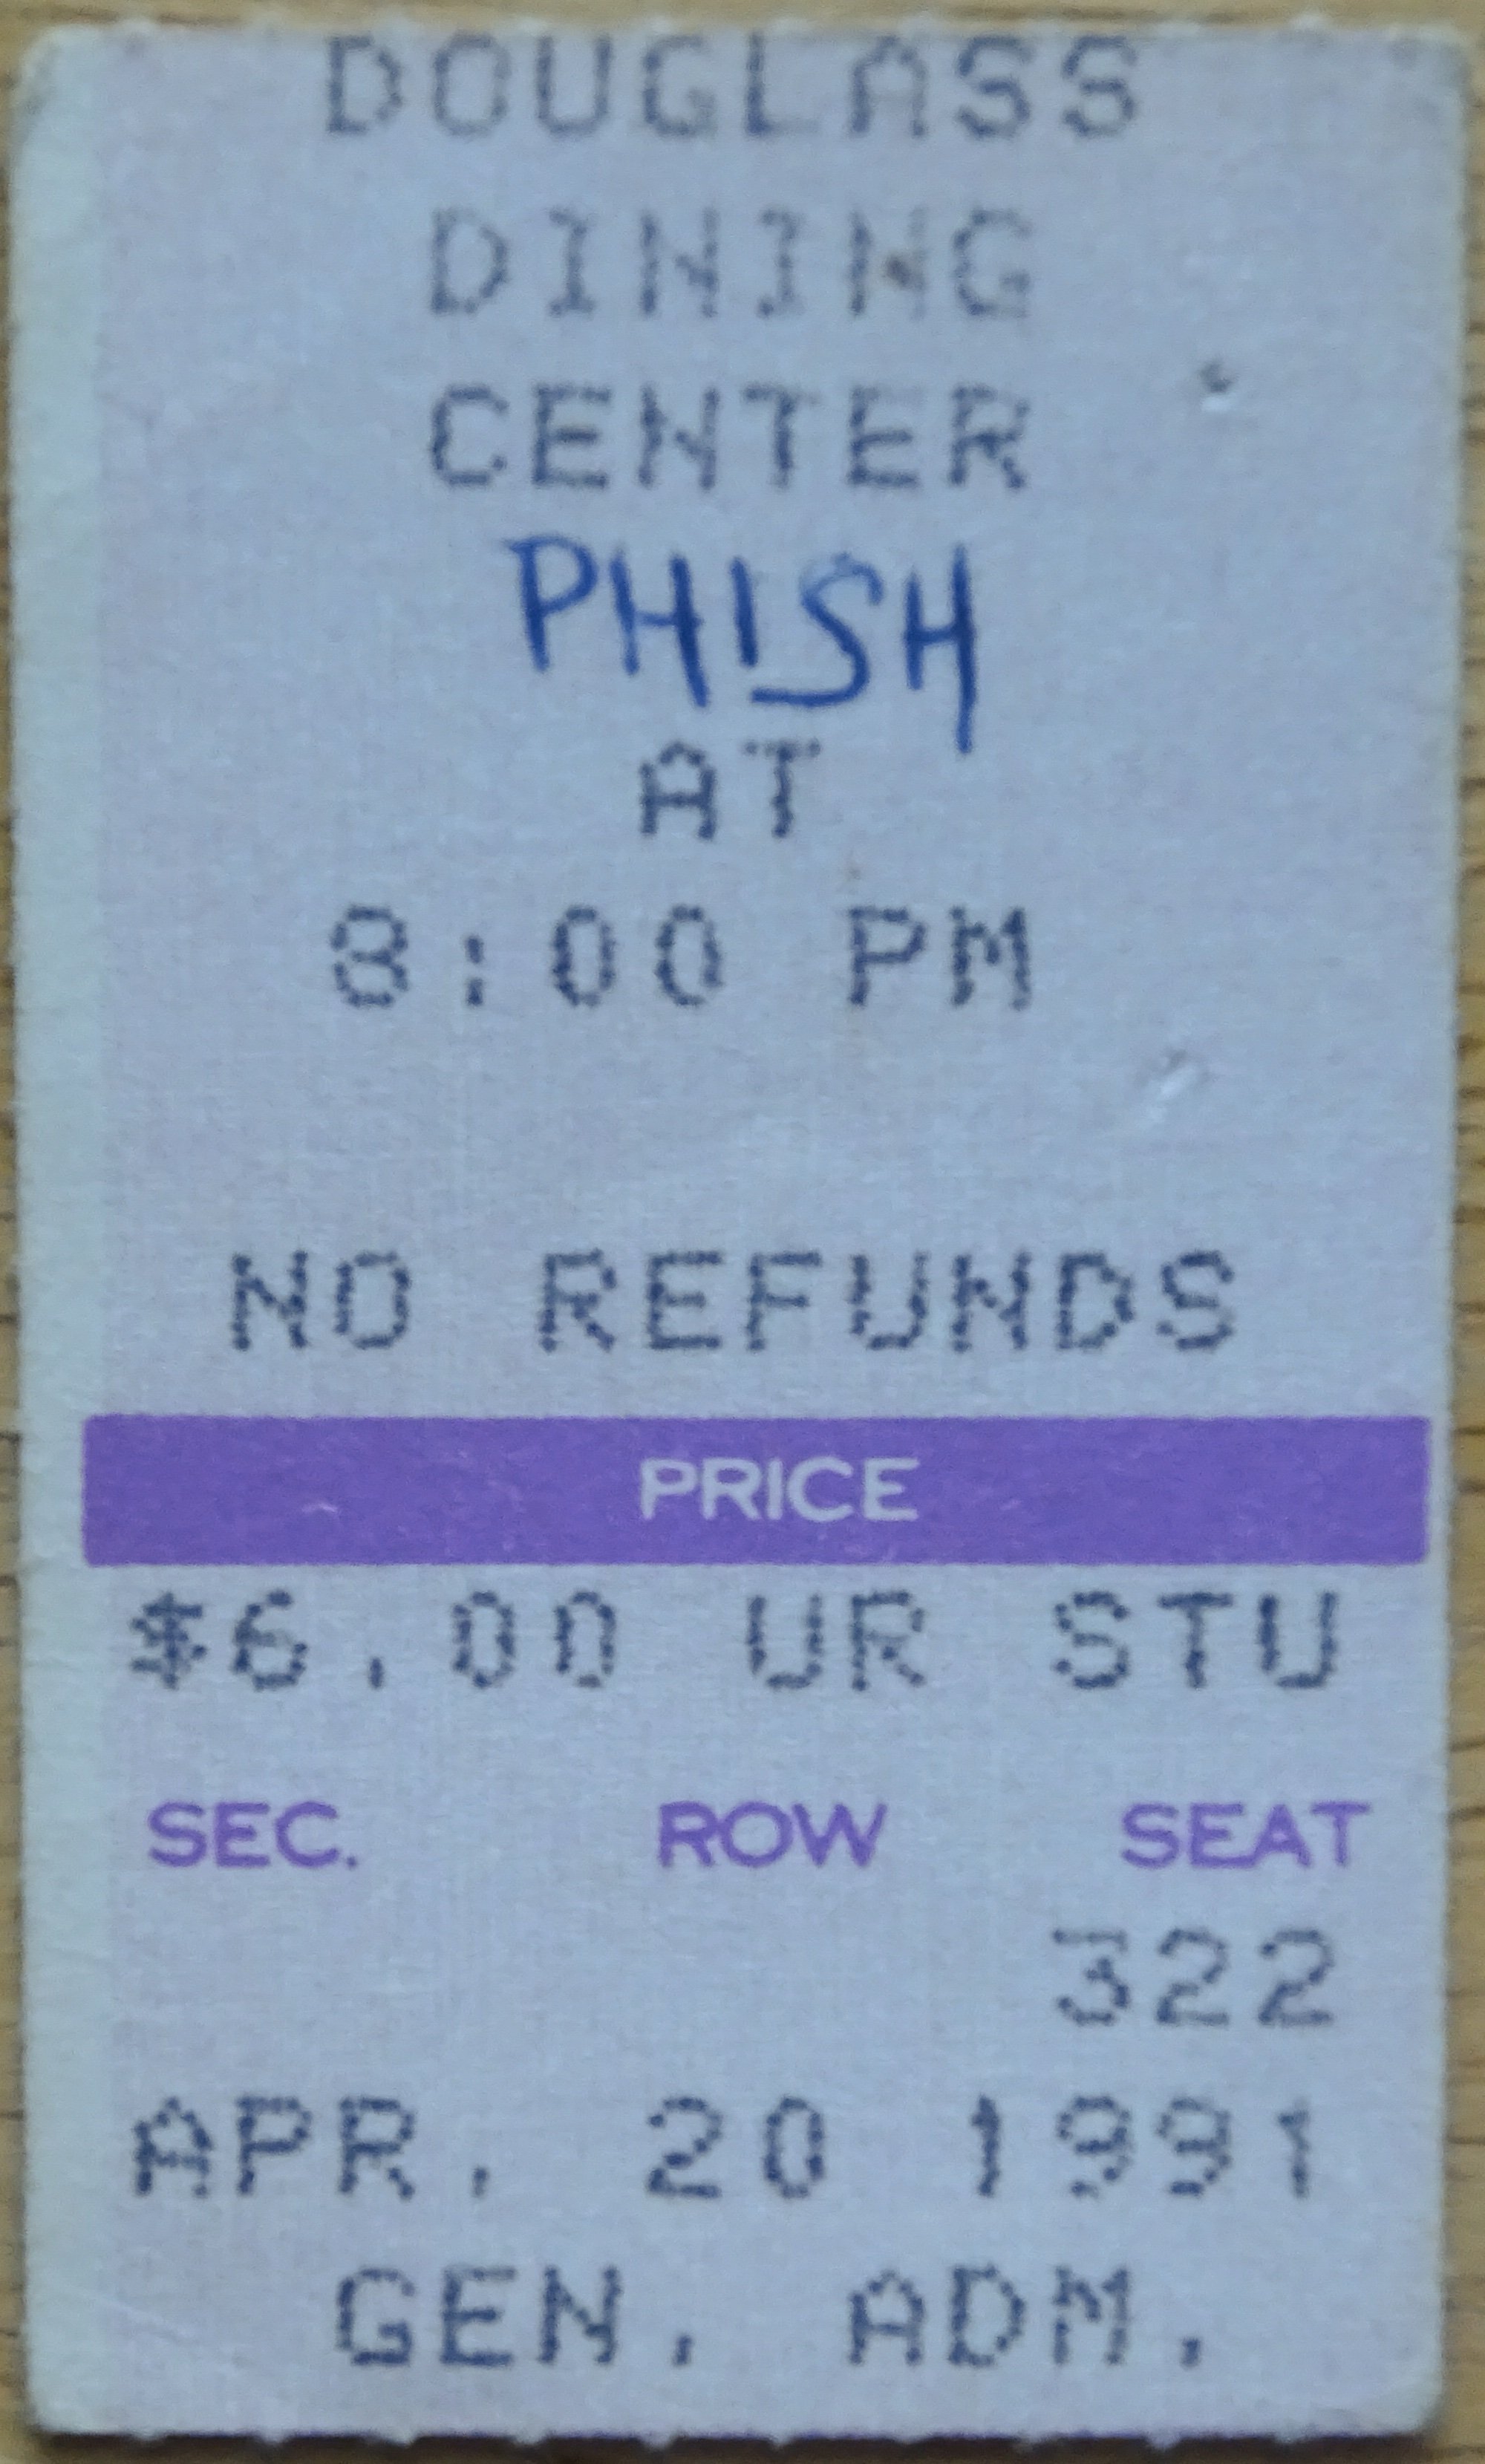 DOUGLASS
DINING
CENTER
PHISH
AT
8:00 PM
NO REFUNDS
PRICE
$6.00 UR STU
SEC. ROW SEAT
322
APR. 20 1991
GEN. ADM.